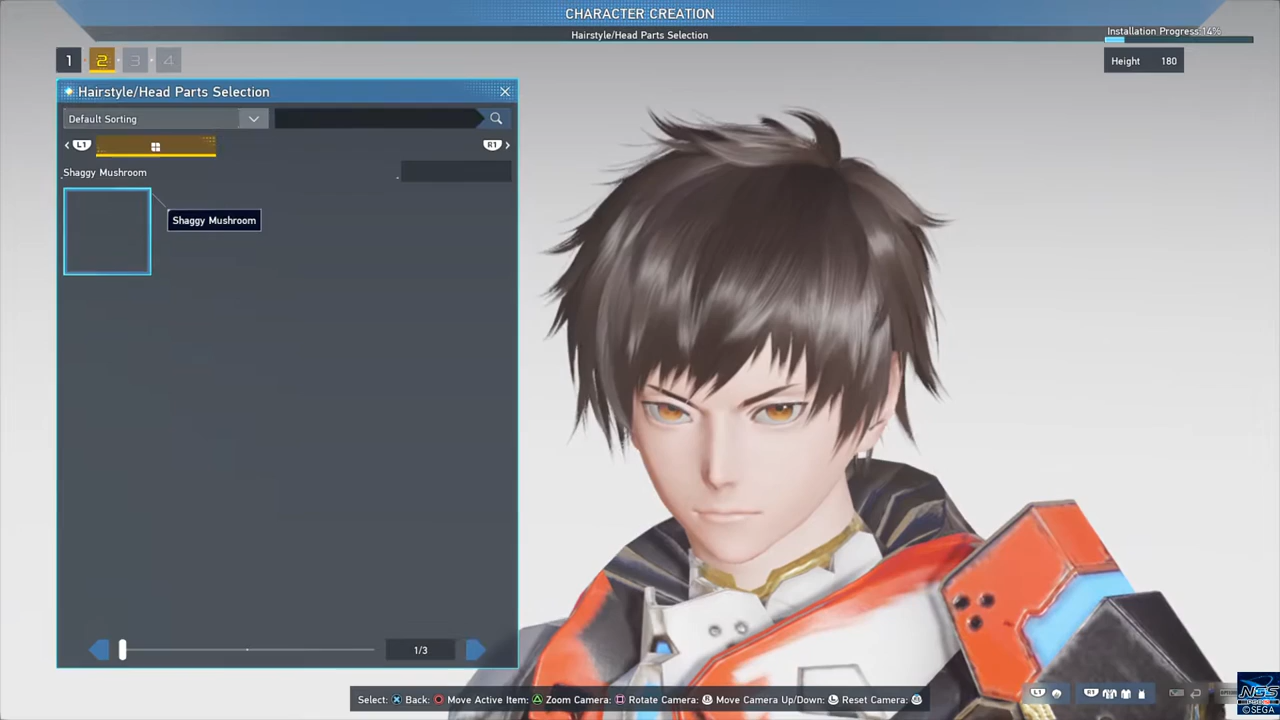 CHARACTER CREATION
Hairstyle/Head Parts Selection
Installation Progress:14%
Height 180
1 2 3 4
Hairstyle/Head Parts Selection
Default Sorting
L1
R1
Shaggy Mushroom
Shaggy Mushroom
1/3
Select: Back: Move Active Item: Zoom Camera: Rotate Camera: R Move Camera Up/Down: L Reset Camera:
L1 R1
NGS
©SEGA